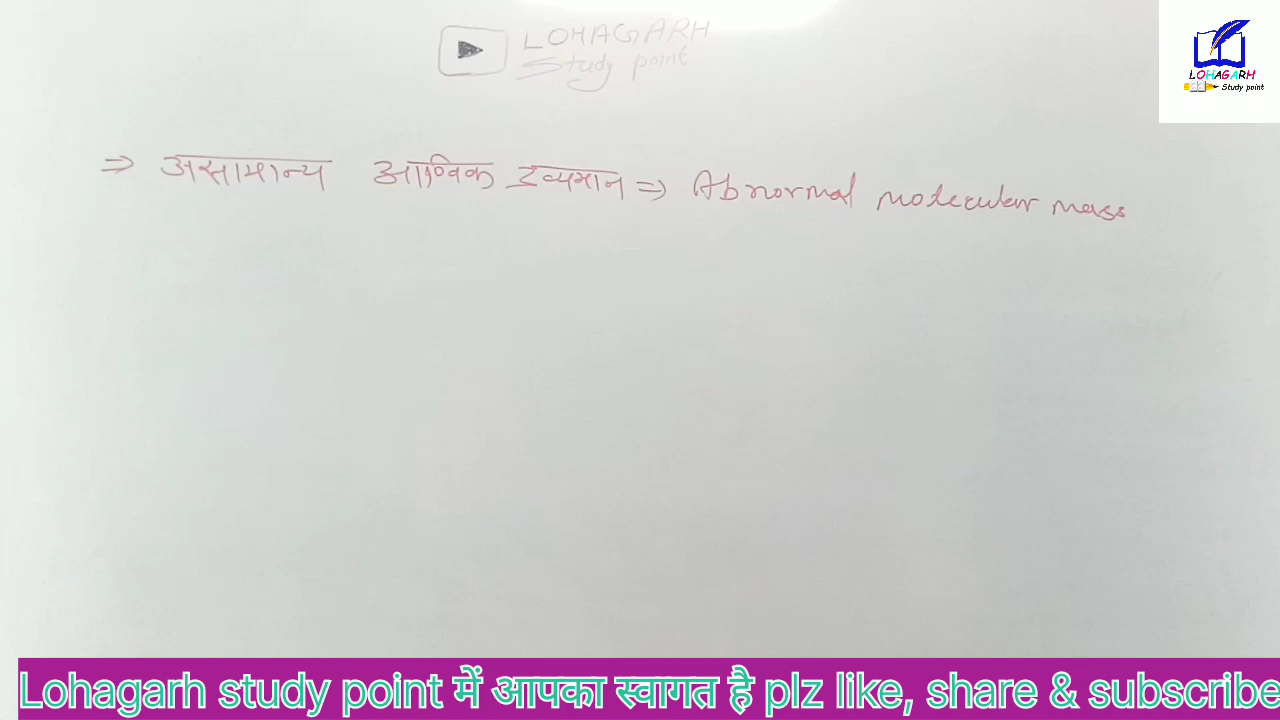 LOHAGARH
Study point
LOHAGARH
Study point
⇒ असामान्य आण्विक द्रव्यमान ⇒ Abnormal molecular mass
Lohagarh study point में आपका स्वागत है plz like, share & subscribe